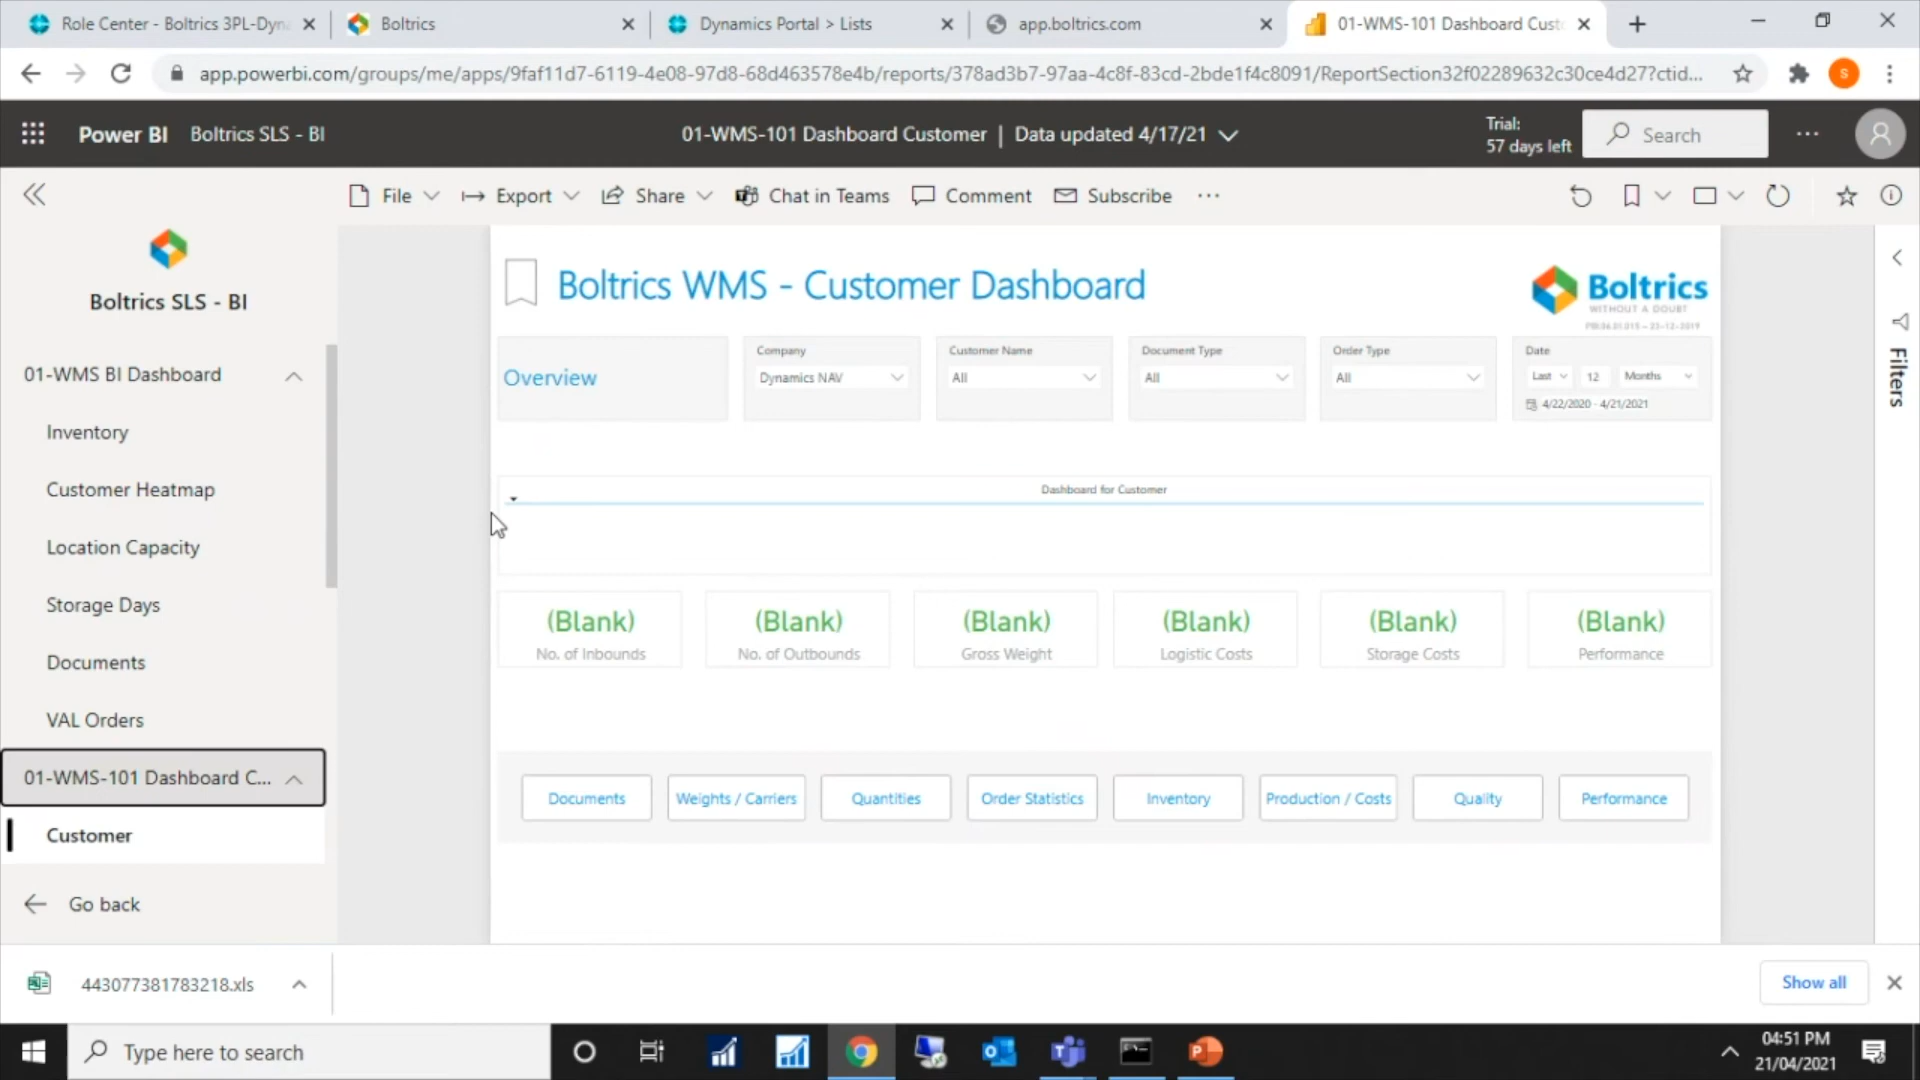 Role Center - Boltrics 3PL-Dyna
Boltrics
Dynamics Portal > Lists
app.boltrics.com
01-WMS-101 Dashboard Cust
app.powerbi.com/groups/me/apps/9faf11d7-6119-4e08-97d8-68d463578e4b/reports/378ad3b7-97aa-4c8f-83cd-2bde1f4c8091/ReportSection32f02289632c30ce4d27?ctid...
S
Power BI
Boltrics SLS - BI
01-WMS-101 Dashboard Customer | Data updated 4/17/21
Trial:
57 days left
Search
File
Export
Share
Chat in Teams
Comment
Subscribe
Boltrics SLS - BI
01-WMS BI Dashboard
Inventory
Customer Heatmap
Location Capacity
Storage Days
Documents
VAL Orders
01-WMS-101 Dashboard C...
Customer
Go back
Boltrics WMS - Customer Dashboard
Boltrics
WITHOUT A DOUBT
Overview
Company
Dynamics NAV
Customer Name
All
Document Type
All
Order Type
All
Date
Last 12 Months
4/22/2020 - 4/21/2021
Dashboard for Customer
(Blank)
No. of Inbounds
(Blank)
No. of Outbounds
(Blank)
Gross Weight
(Blank)
Logistic Costs
(Blank)
Storage Costs
(Blank)
Performance
Documents
Weights / Carriers
Quantities
Order Statistics
Inventory
Production / Costs
Quality
Performance
Filters
443077381783218.xls
Show all
Type here to search
04:51 PM
21/04/2021